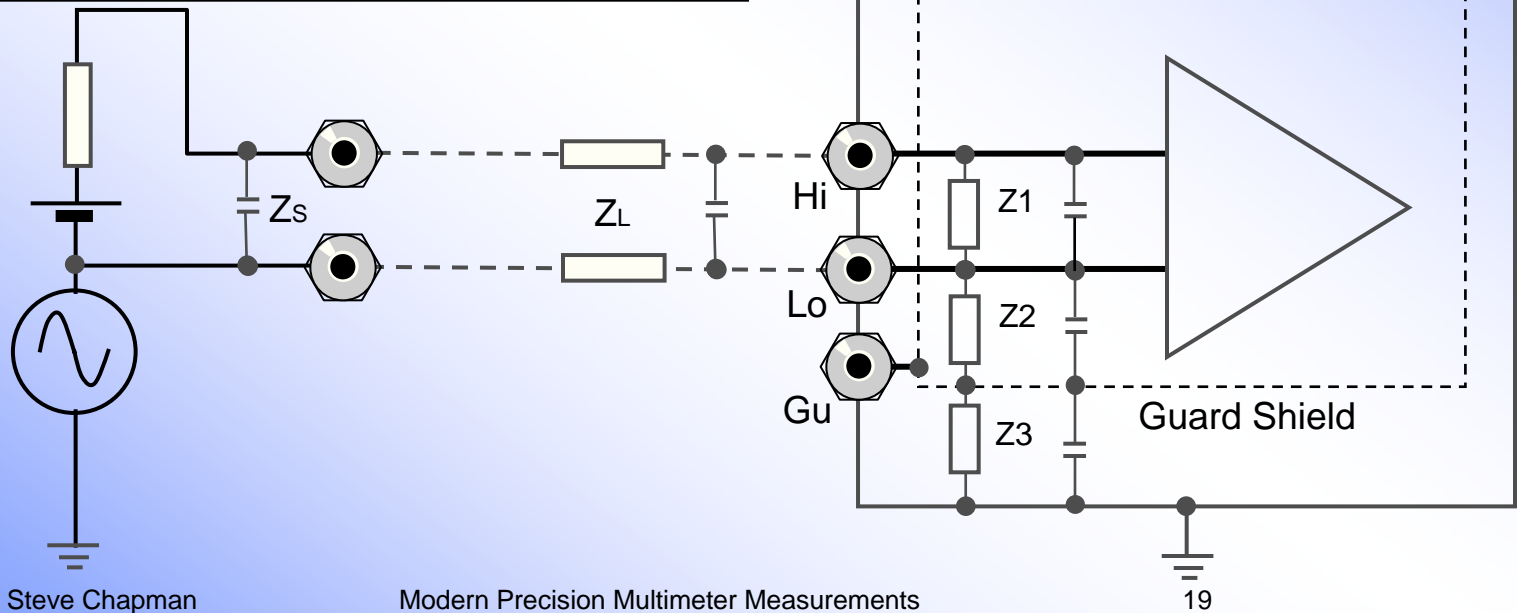 Hi
Z1
Zs
ZL
Lo
Z2
Gu
Guard Shield
Z3
Steve Chapman
Modern Precision Multimeter Measurements
19